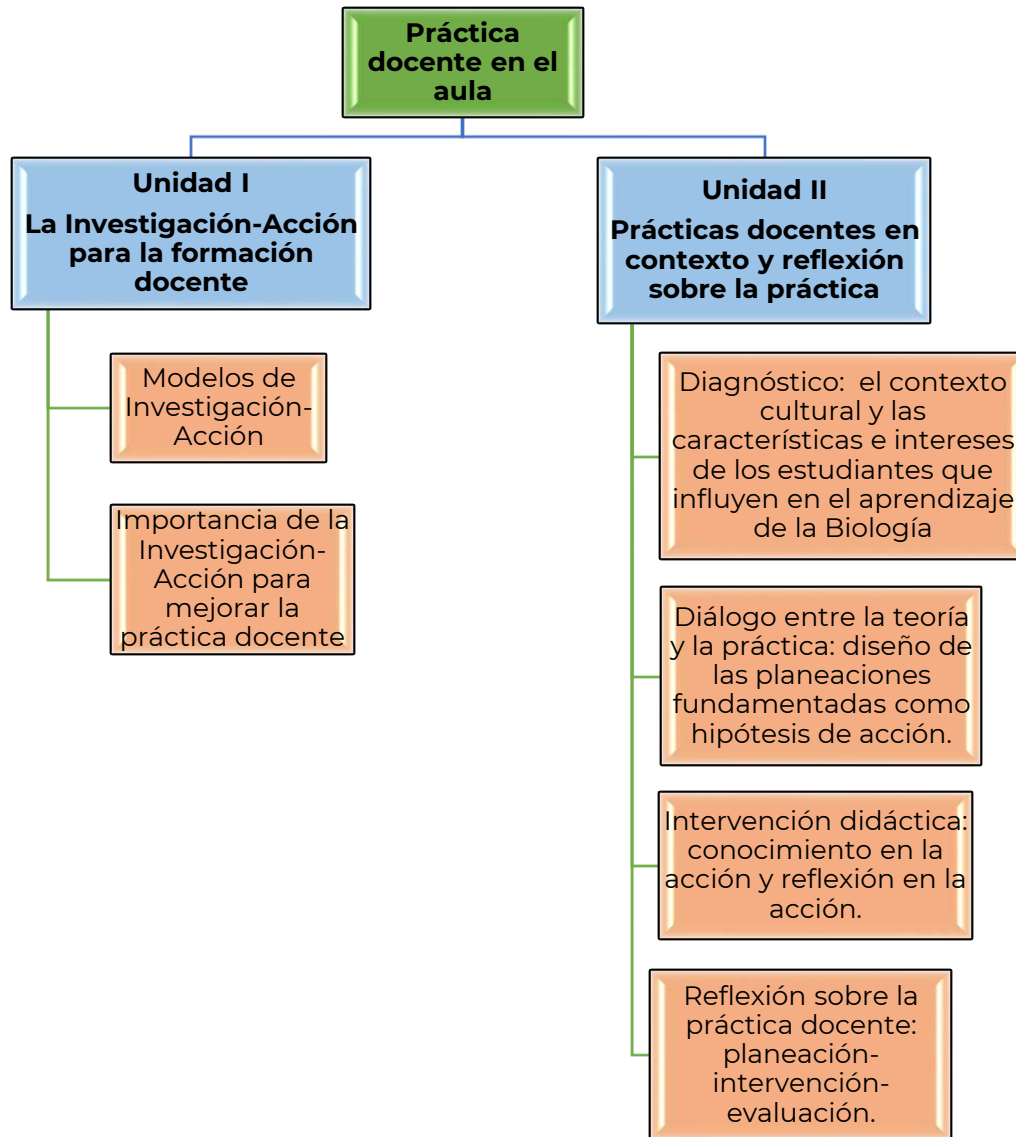 Práctica
docente en el
aula
Unidad I
La Investigación-Acción
para la formación
docente
Modelos de
Investigación-
Acción
Importancia de la
Investigación-
Acción para
mejorar la
práctica docente
Unidad II
Prácticas docentes en
contexto y reflexión
sobre la práctica
Diagnóstico: el contexto
cultural y las
características e intereses
de los estudiantes que
influyen en el aprendizaje
de la Biología
Diálogo entre la teoría
y la práctica: diseño de
las planeaciones
fundamentadas como
hipótesis de acción.
Intervención didáctica:
conocimiento en la
acción y reflexión en la
acción.
Reflexión sobre la
práctica docente:
planeación-
intervención-
evaluación.